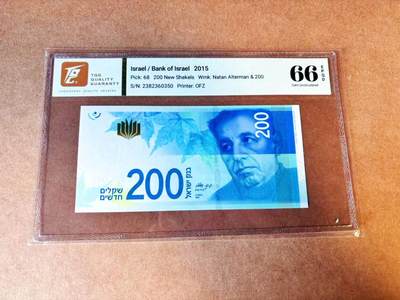 Israel / Bank of Israel 2015
Pick: 68 200 New Shekels Wmk: Natan Alterman & 200
S/N: 2382360350 Printer: OFZ
TQG
QUALITY
GUARANTY
66
200
200
שקלים
חדשים
בנק ישראל